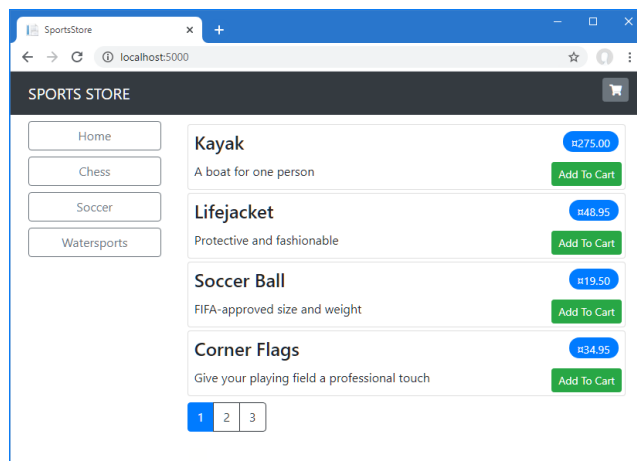 SportsStore
localhost:5000
SPORTS STORE
Home
Chess
Soccer
Watersports
Kayak
¤275.00
A boat for one person
Add To Cart
Lifejacket
¤48.95
Protective and fashionable
Add To Cart
Soccer Ball
¤19.50
FIFA-approved size and weight
Add To Cart
Corner Flags
¤34.95
Give your playing field a professional touch
Add To Cart
1 2 3